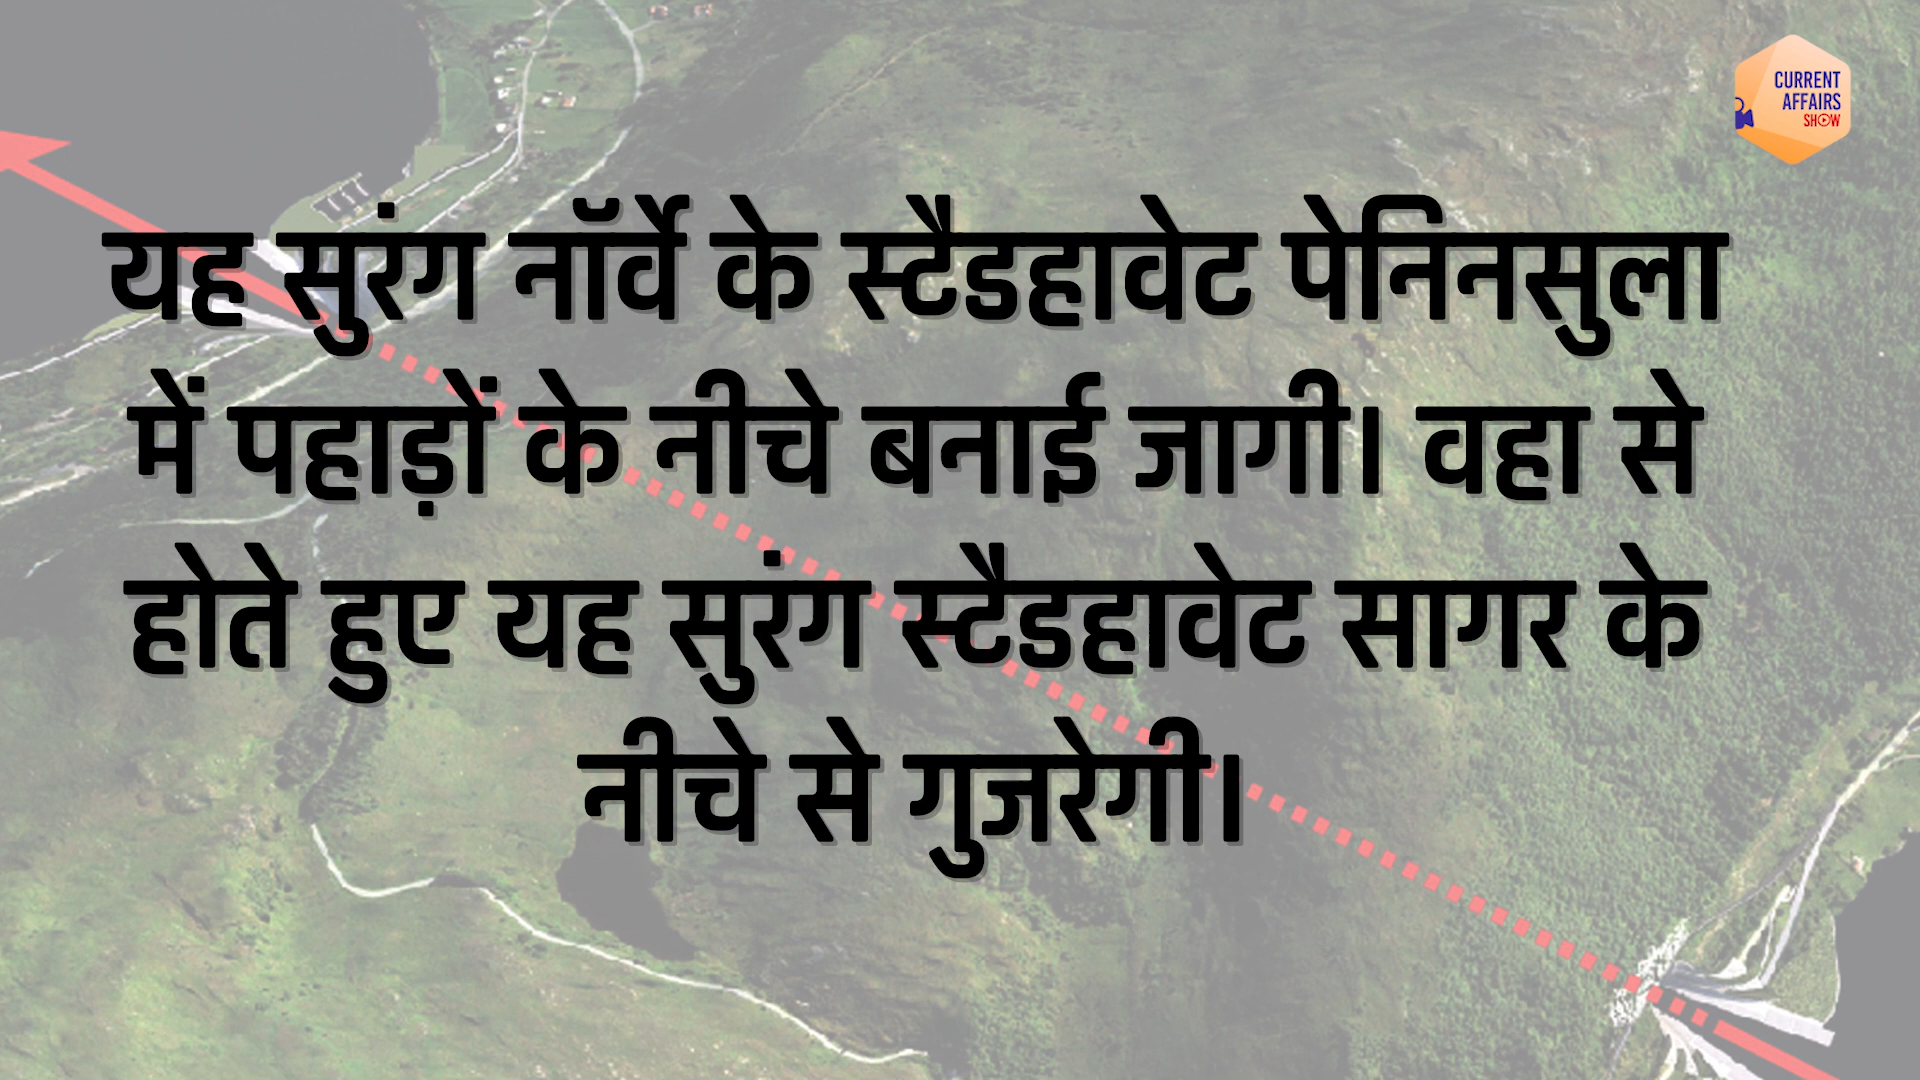 CURRENT
AFFAIRS
SHOW
यह सुरंग नॉर्वे के स्टैडहावेट पेनिनसुला
में पहाड़ों के नीचे बनाई जागी। वहा से
होते हुए यह सुरंग स्टैडहावेट सागर के
नीचे से गुजरेगी।